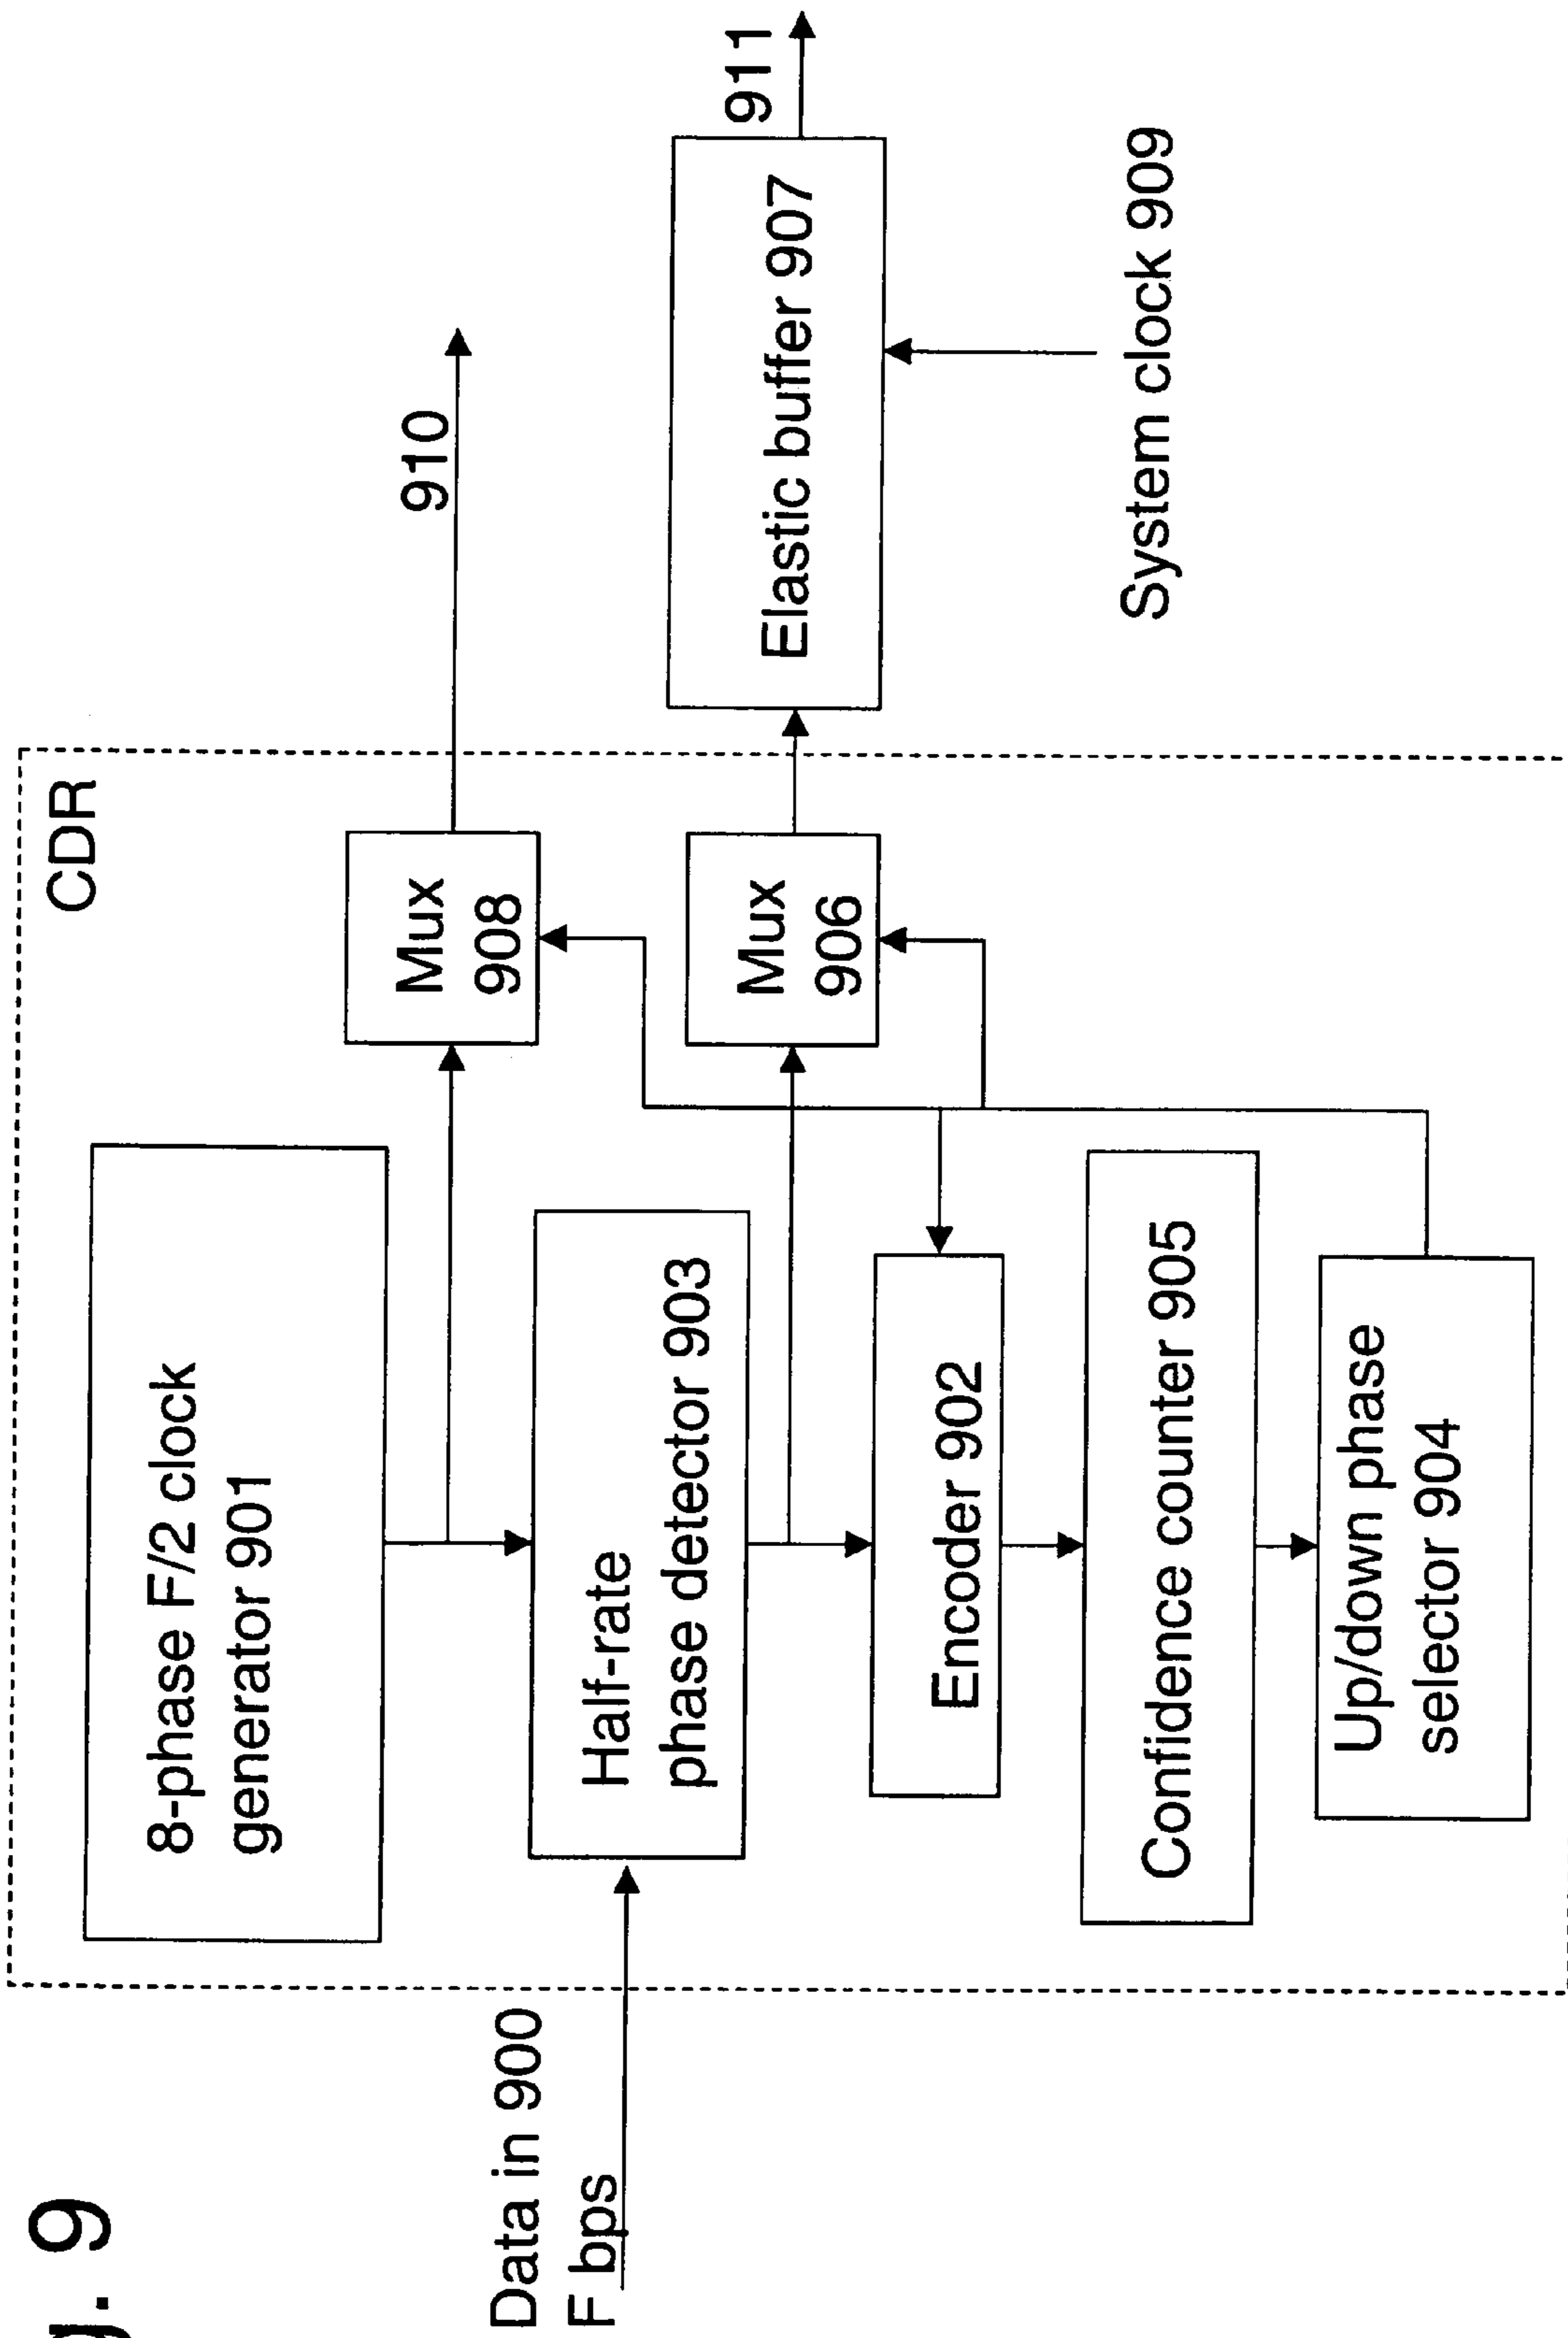 g. 9
CDR
8-phase F/2 clock
generator 901
Mux
908
910
Data in 900
F bps
Half-rate
phase detector 903
Mux
906
Elastic buffer 907
911
Encoder 902
System clock 909
Confidence counter 905
Up/down phase
selector 904